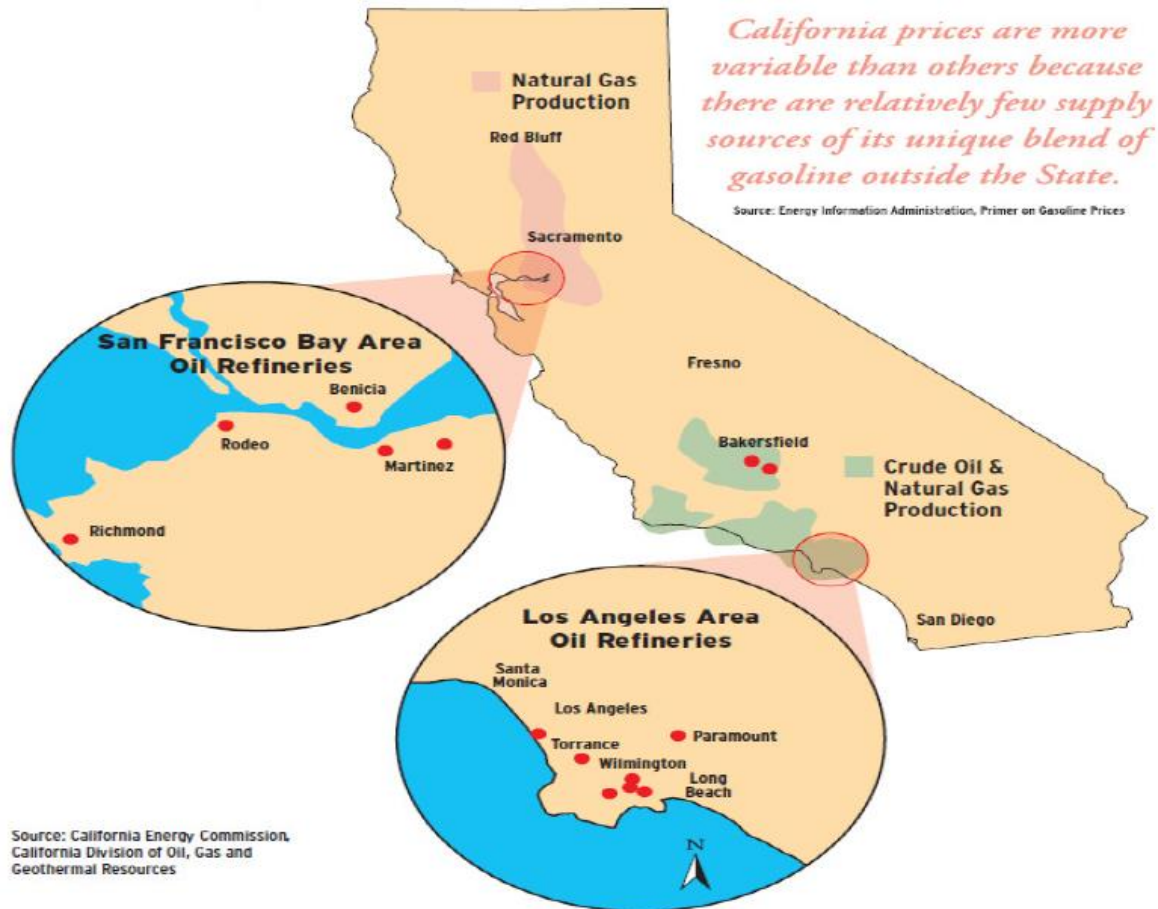 California prices are more
variable than others because
there are relatively few supply
sources of its unique blend of
gasoline outside the State.
Source: Energy Information Administration, Primer on Gasoline Prices
Natural Gas
Production
Red Bluff
Sacramento
San Francisco Bay Area
Oil Refineries
Benicia
Rodeo
Martinez
Richmond
Fresno
Bakersfield
Crude Oil &
Natural Gas
Production
San Diego
Los Angeles Area
Oil Refineries
Santa
Monica
Los Angeles
Torrance
Paramount
Wilmington
Long
Beach
N
Source: California Energy Commission,
California Division of Oil, Gas and
Geothermal Resources